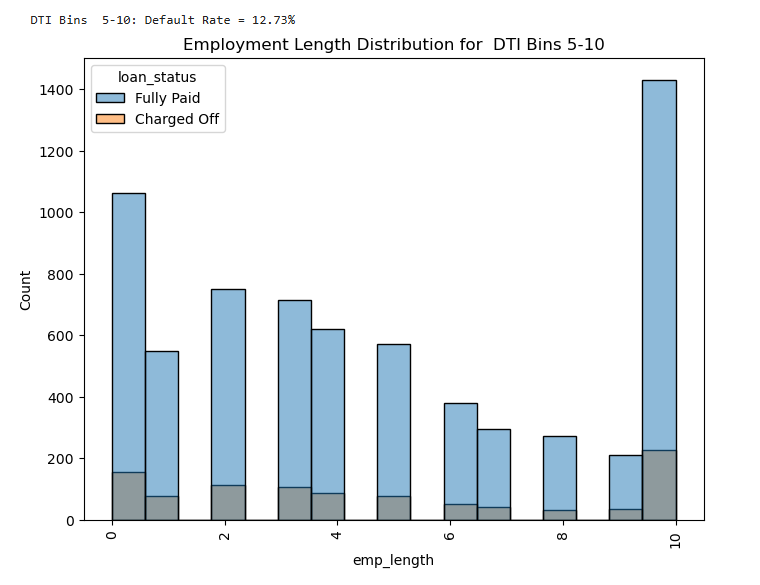 DTI Bins  5-10: Default Rate = 12.73%
Employment Length Distribution for  DTI Bins 5-10
loan_status
Fully Paid
Charged Off
1400
1200
1000
800
600
400
200
0
Count
0 2 4 6 8 10
emp_length